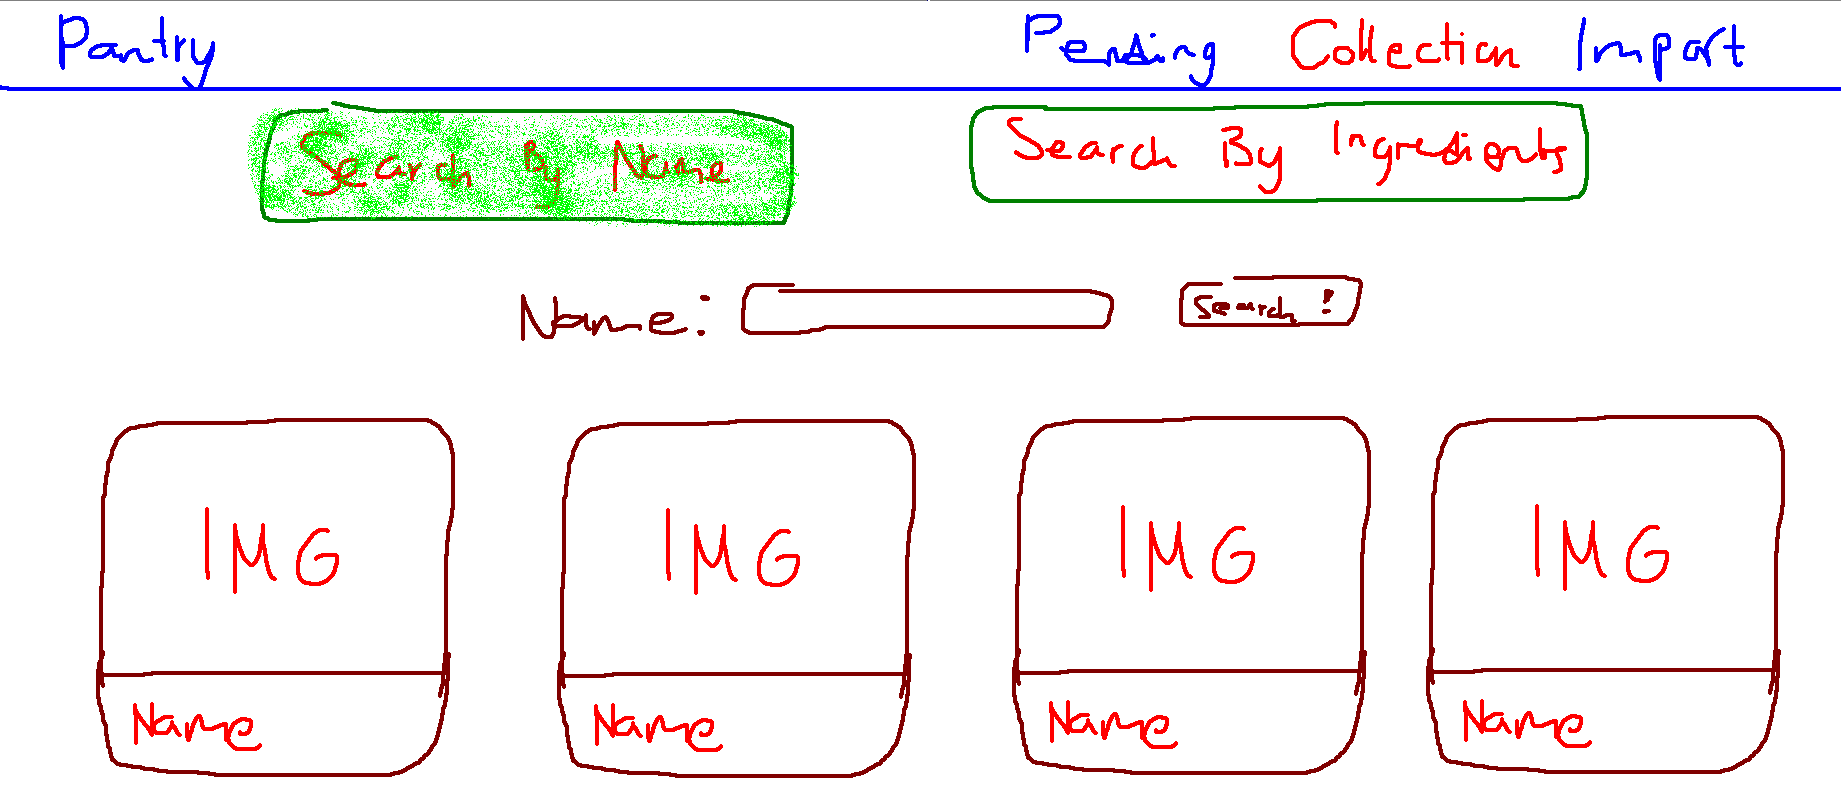 Pantry Pending Collection Import
Search By Name Search By Ingredients
Name: Search!
IMG IMG IMG IMG
Name Name Name Name